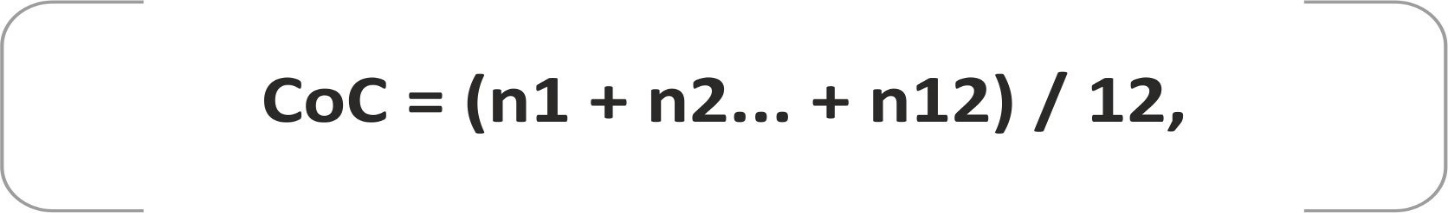 CoC = (n1 + n2... + n12) / 12,